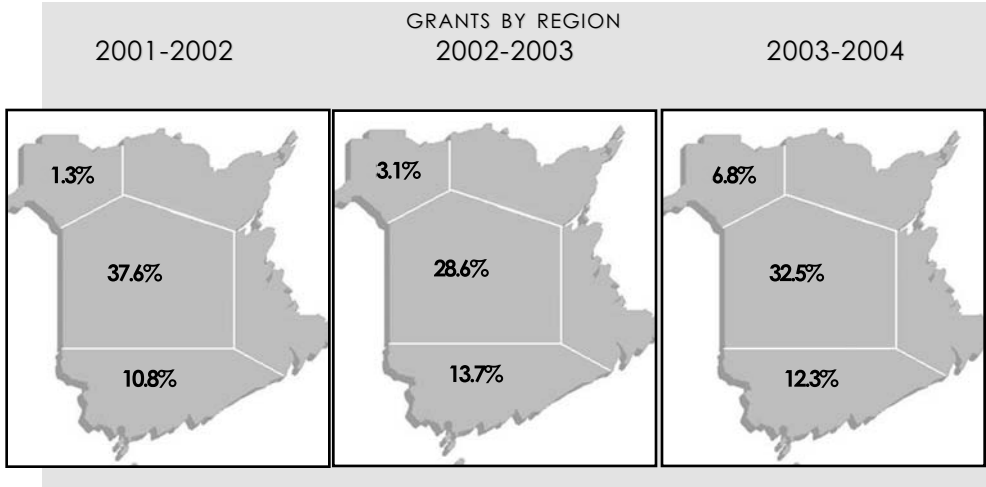 GRANTS BY REGION
2001-2002 2002-2003 2003-2004
1.3% 3.1% 6.8%
37.6% 28.6% 32.5%
10.8% 13.7% 12.3%